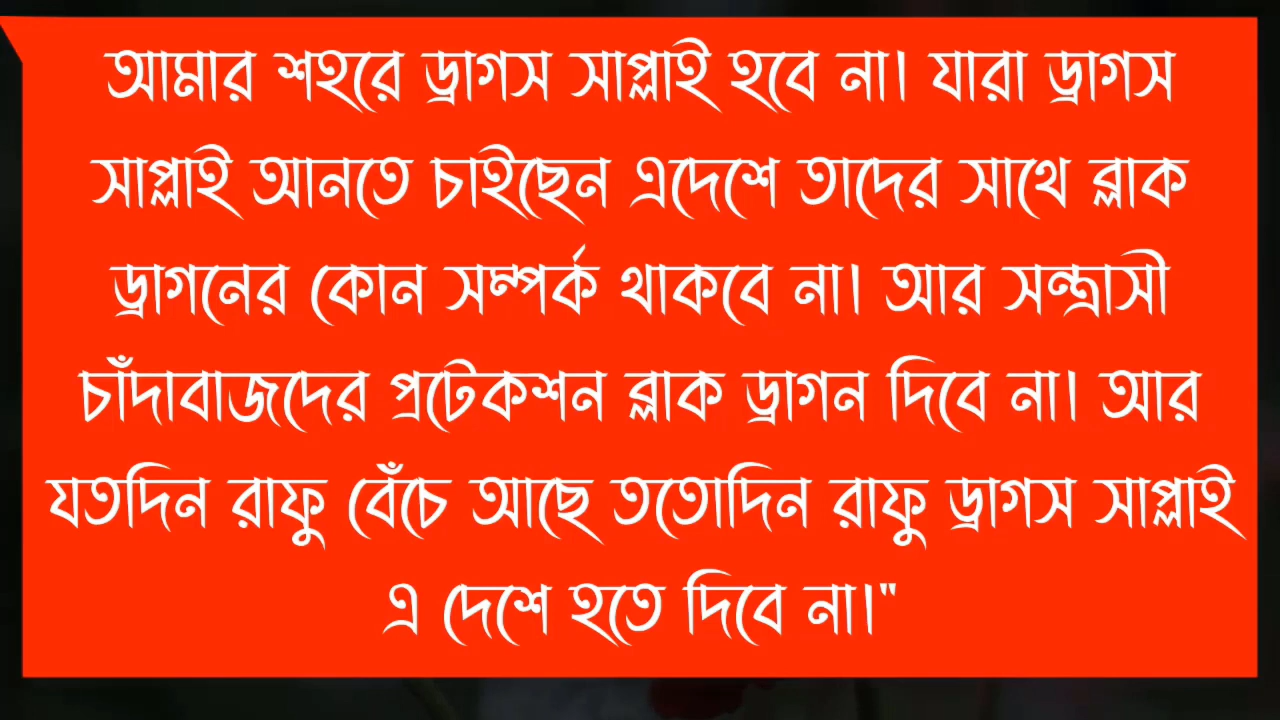 আমার শহরে ড্রাগস সাপ্লাই হবে না। যারা ড্রাগস
সাপ্লাই আনতে চাইছেন এদেশে তাদের সাথে ব্লাক
ড্রাগনের কোন সম্পর্ক থাকবে না। আর সন্ত্রাসী
চাঁদাবাজদের প্রটেকশন ব্লাক ড্রাগন দিবে না। আর
যতদিন রাফু বেঁচে আছে ততোদিন রাফু ড্রাগস সাপ্লাই
এ দেশে হতে দিবে না।"